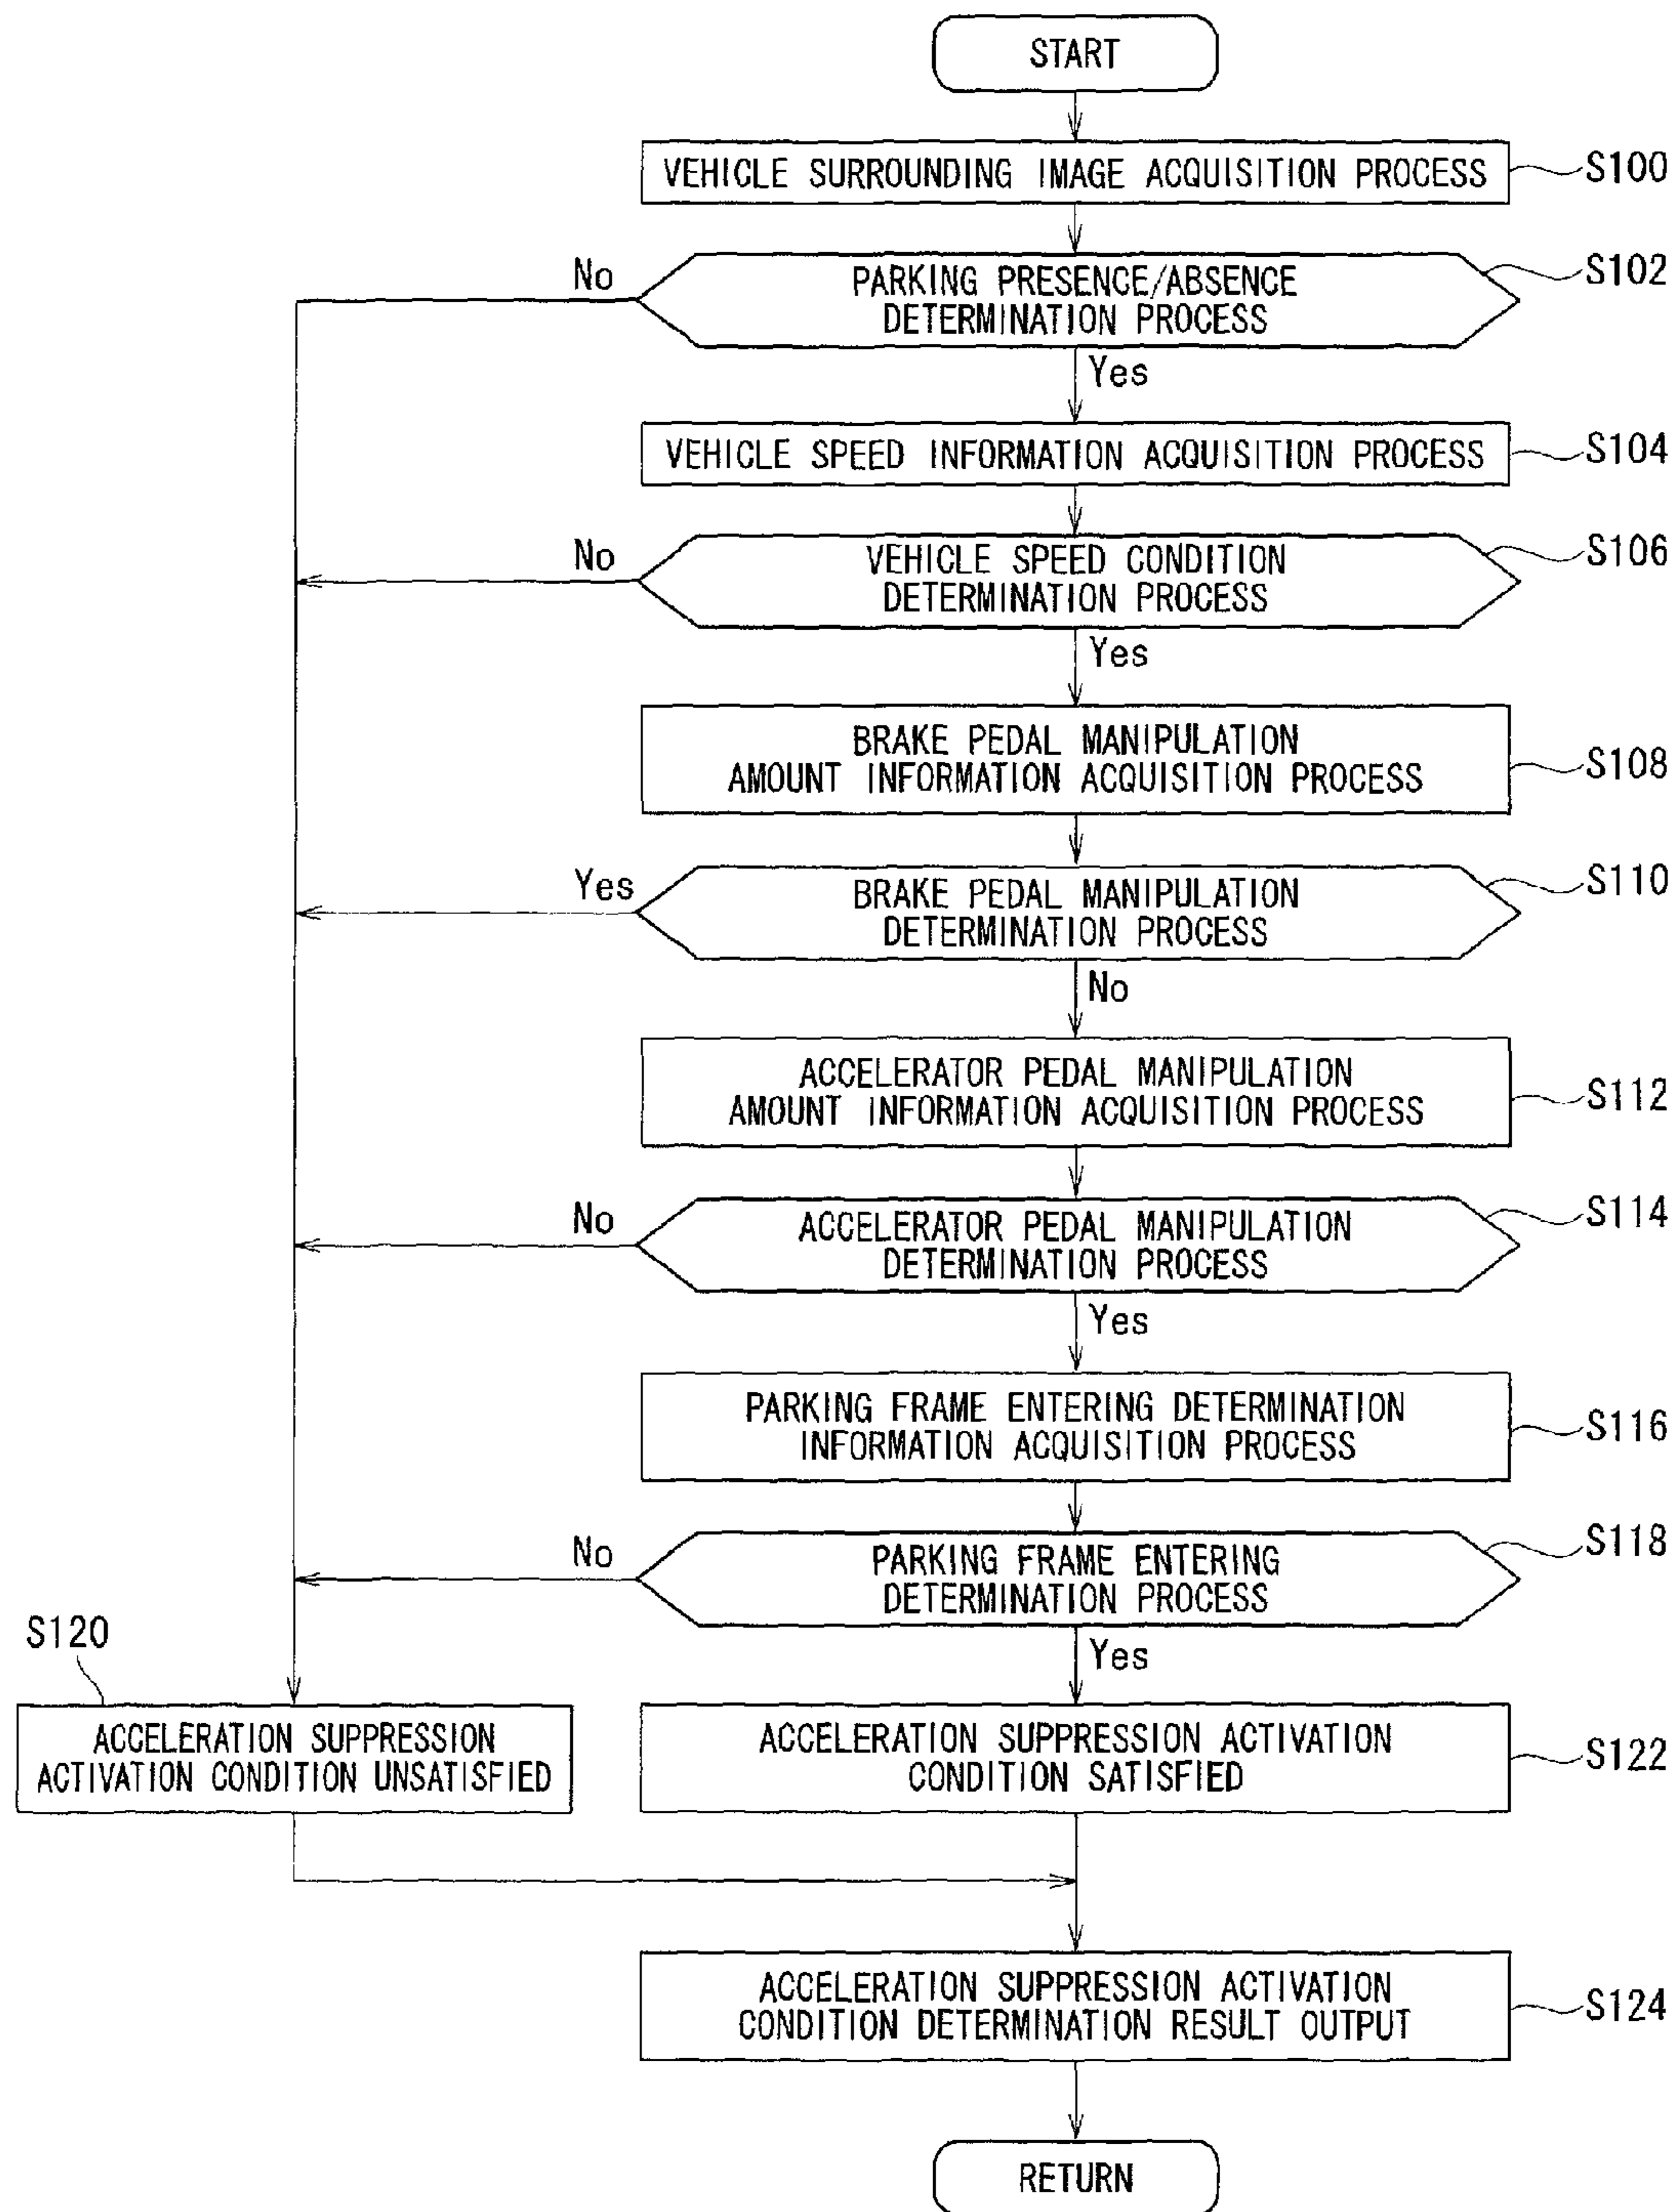 START
VEHICLE SURROUNDING IMAGE ACQUISITION PROCESS
S100
No
PARKING PRESENCE/ABSENCE
DETERMINATION PROCESS
S102
Yes
VEHICLE SPEED INFORMATION ACQUISITION PROCESS
S104
No
VEHICLE SPEED CONDITION
DETERMINATION PROCESS
S106
Yes
BRAKE PEDAL MANIPULATION
AMOUNT INFORMATION ACQUISITION PROCESS
S108
Yes
BRAKE PEDAL MANIPULATION
DETERMINATION PROCESS
S110
No
ACCELERATOR PEDAL MANIPULATION
AMOUNT INFORMATION ACQUISITION PROCESS
S112
No
ACCELERATOR PEDAL MANIPULATION
DETERMINATION PROCESS
S114
Yes
PARKING FRAME ENTERING DETERMINATION
INFORMATION ACQUISITION PROCESS
S116
No
PARKING FRAME ENTERING
DETERMINATION PROCESS
S118
Yes
S120
ACCELERATION SUPPRESSION
ACTIVATION CONDITION UNSATISFIED
ACCELERATION SUPPRESSION ACTIVATION
CONDITION SATISFIED
S122
ACCELERATION SUPPRESSION ACTIVATION
CONDITION DETERMINATION RESULT OUTPUT
S124
RETURN